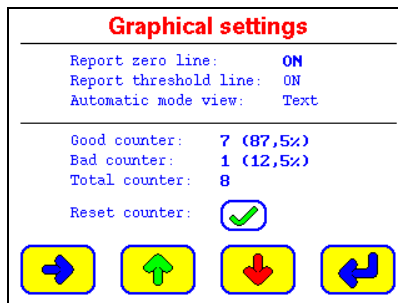 Graphical settings
Report zero line: ON
Report threshold line: ON
Automatic mode view: Text
Good counter: 7 (87,5%)
Bad counter: 1 (12,5%)
Total counter: 8
Reset counter: